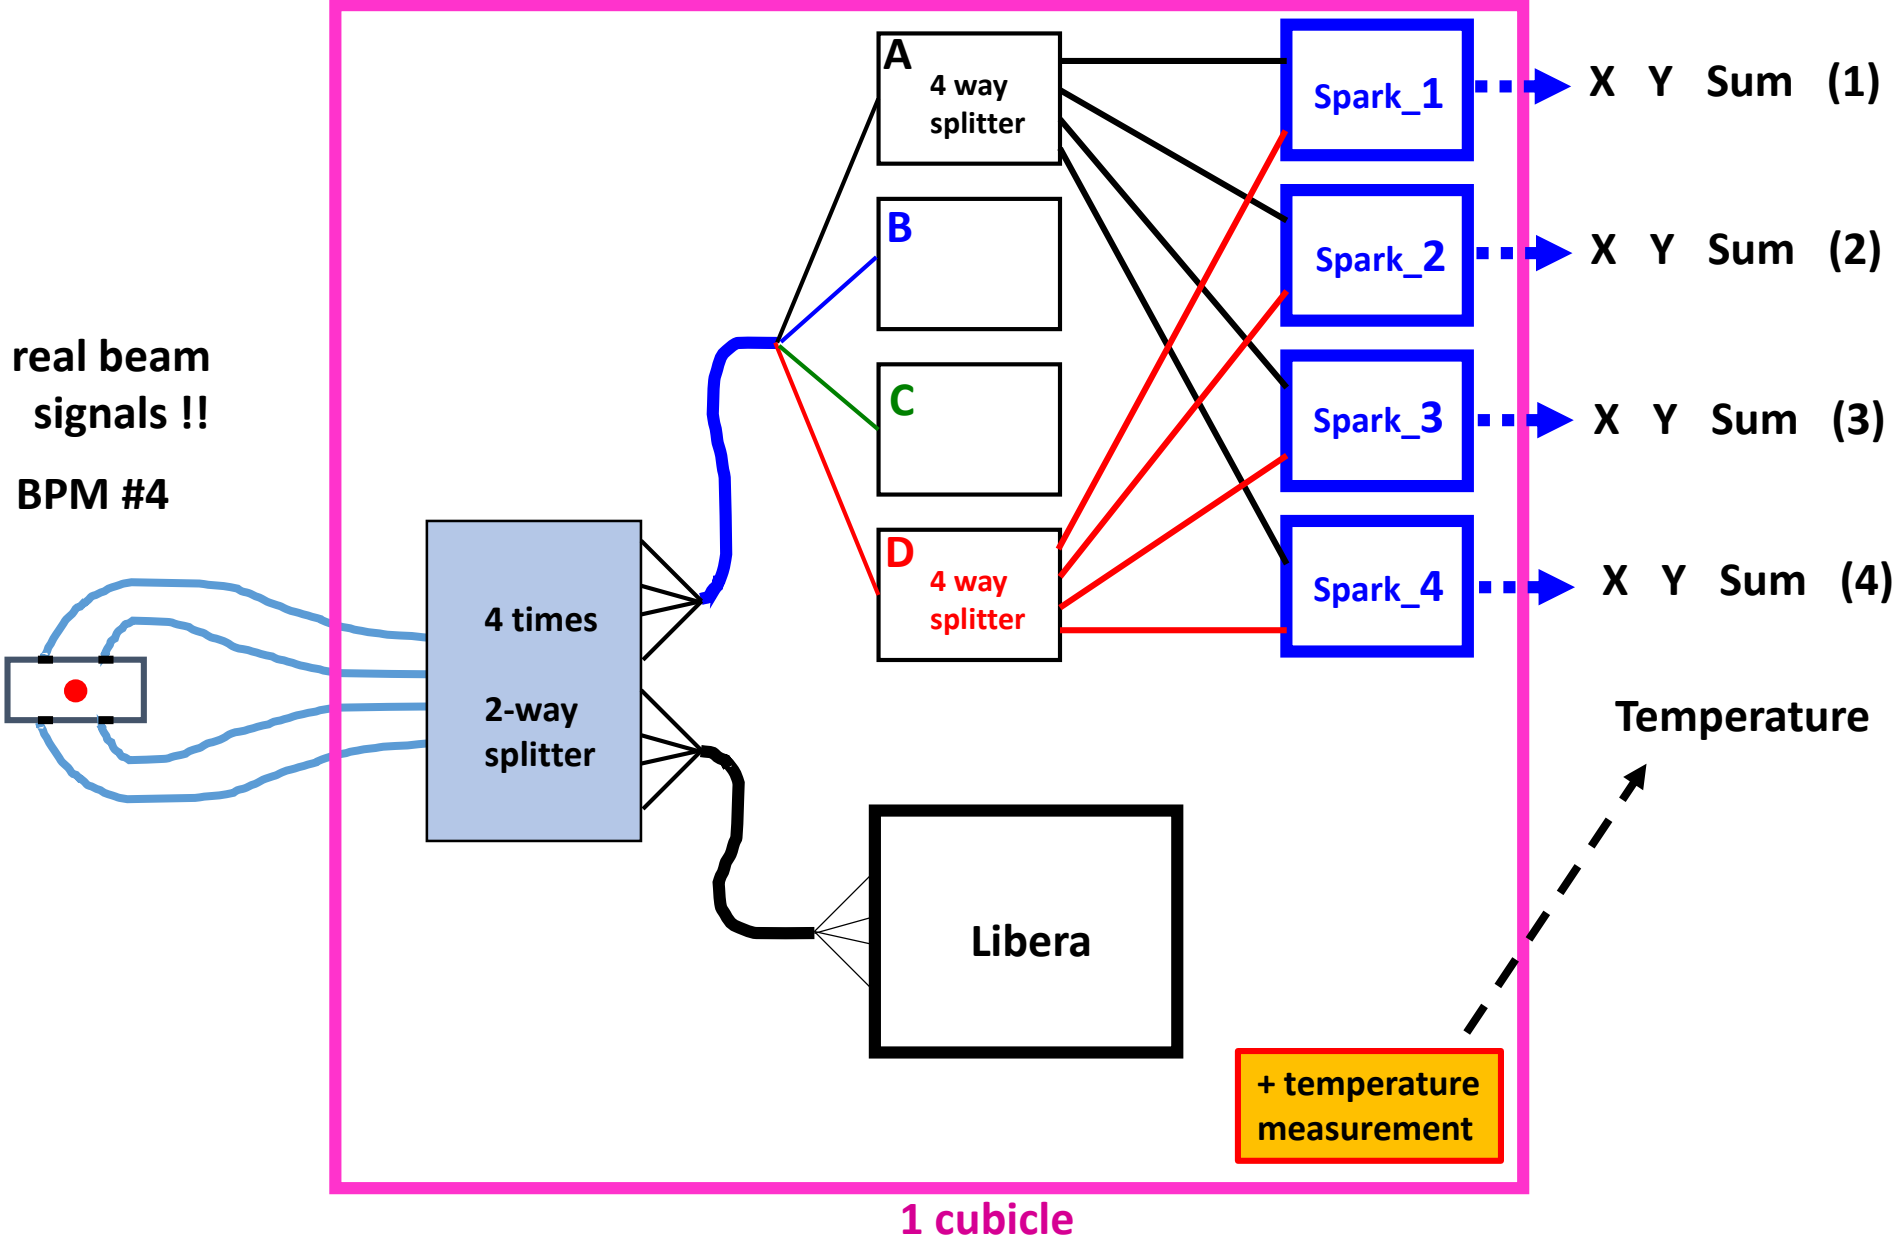 real beam
signals !!
BPM #4
4 times
2-way
splitter
A
4 way
splitter
B
C
D
4 way
splitter
Spark_1
Spark_2
Spark_3
Spark_4
X Y Sum (1)
X Y Sum (2)
X Y Sum (3)
X Y Sum (4)
Temperature
Libera
+ temperature
measurement
1 cubicle